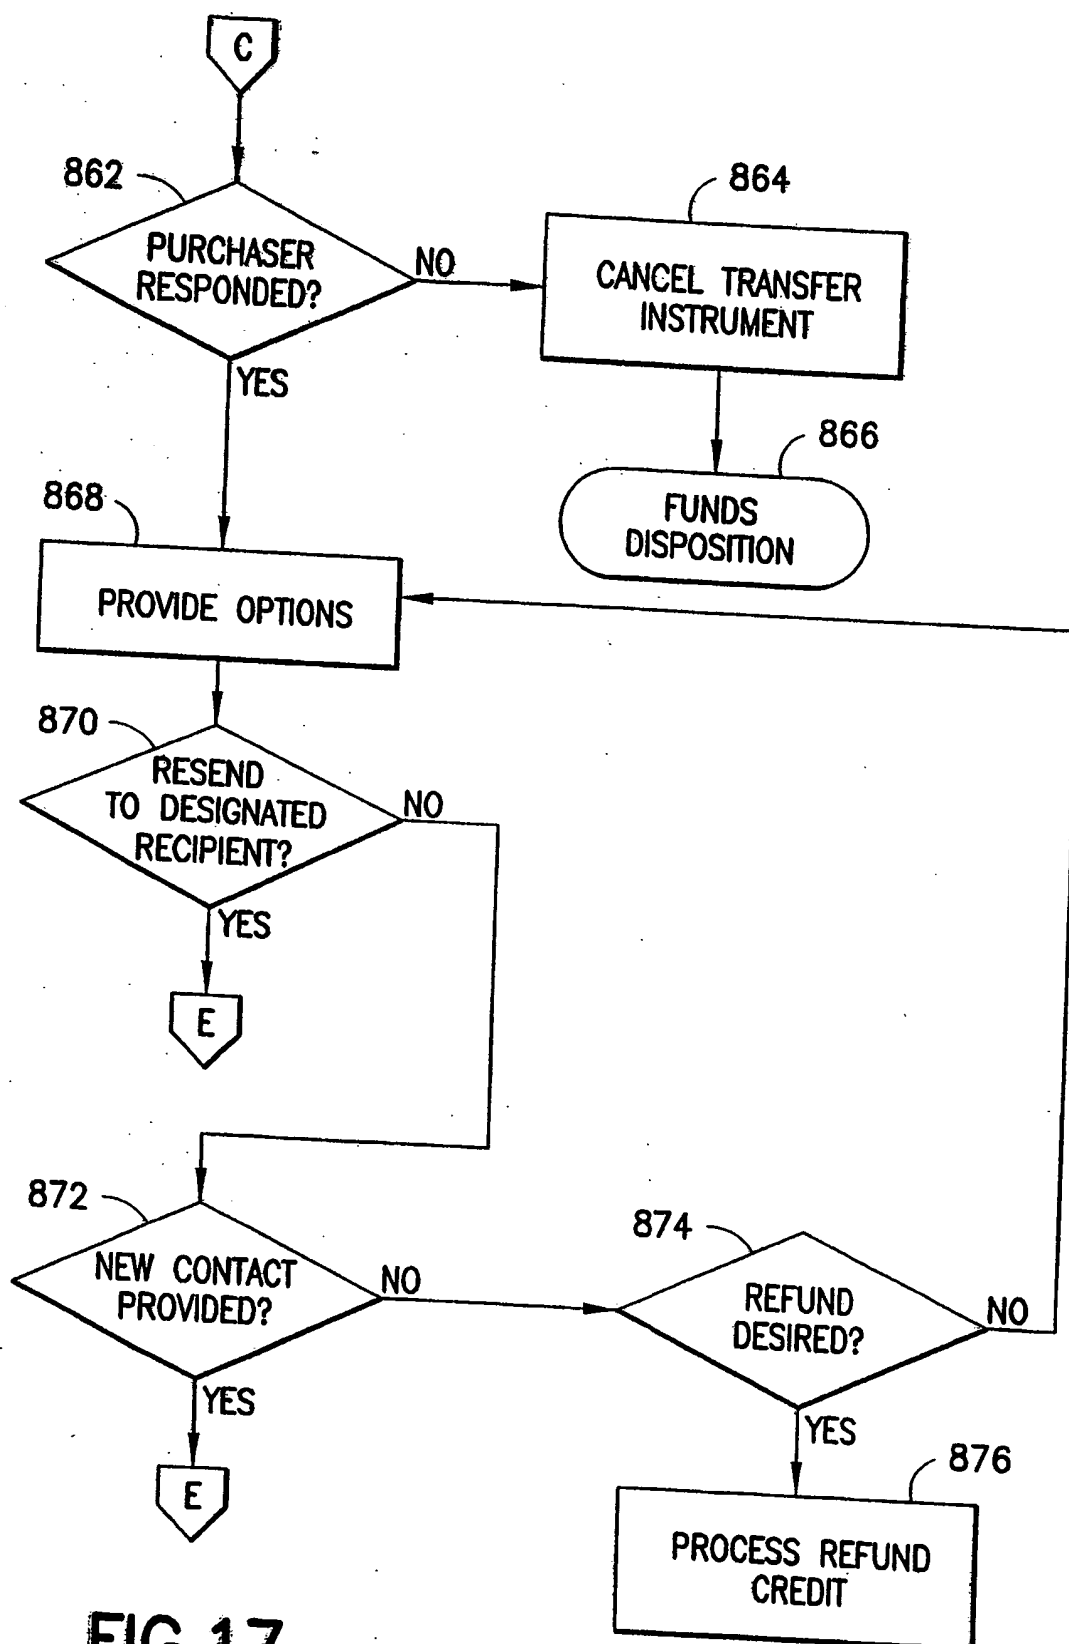 C
862
PURCHASER
RESPONDED?
NO
YES
864
CANCEL TRANSFER
INSTRUMENT
866
FUNDS
DISPOSITION
868
PROVIDE OPTIONS
870
RESEND
TO DESIGNATED
RECIPIENT?
NO
YES
E
872
NEW CONTACT
PROVIDED?
NO
YES
E
874
REFUND
DESIRED?
NO
YES
876
PROCESS REFUND
CREDIT
FIG.17